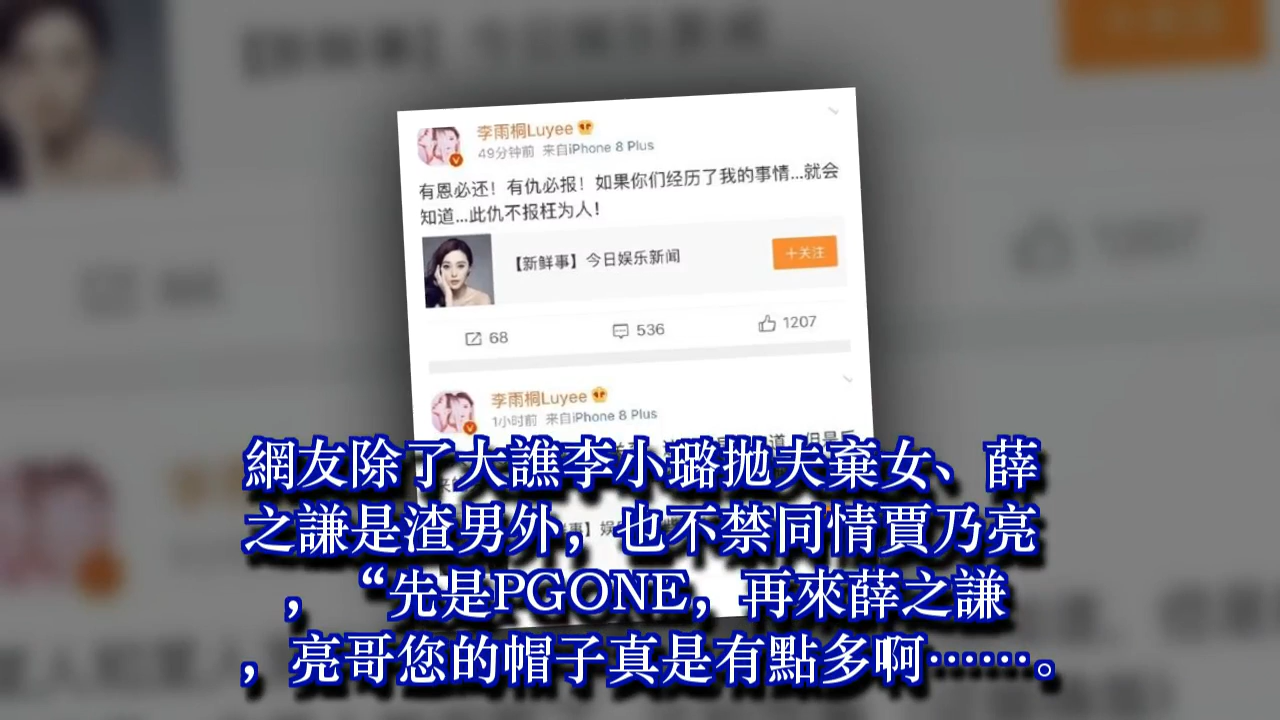 李雨桐Luyee
49分钟前 来自iPhone 8 Plus
有恩必还！有仇必报！如果你们经历了我的事情...就会
知道...此仇不报枉为人！
【新鲜事】今日娱乐新闻
十关注
68
536
1207
李雨桐Luyee
1小时前 来自iPhone 8 Plus
網友除了大譙李小璐拋夫棄女、薛
之謙是渣男外，也不禁同情賈乃亮
，“先是PGONE，再來薛之謙
，亮哥您的帽子真是有點多啊……。